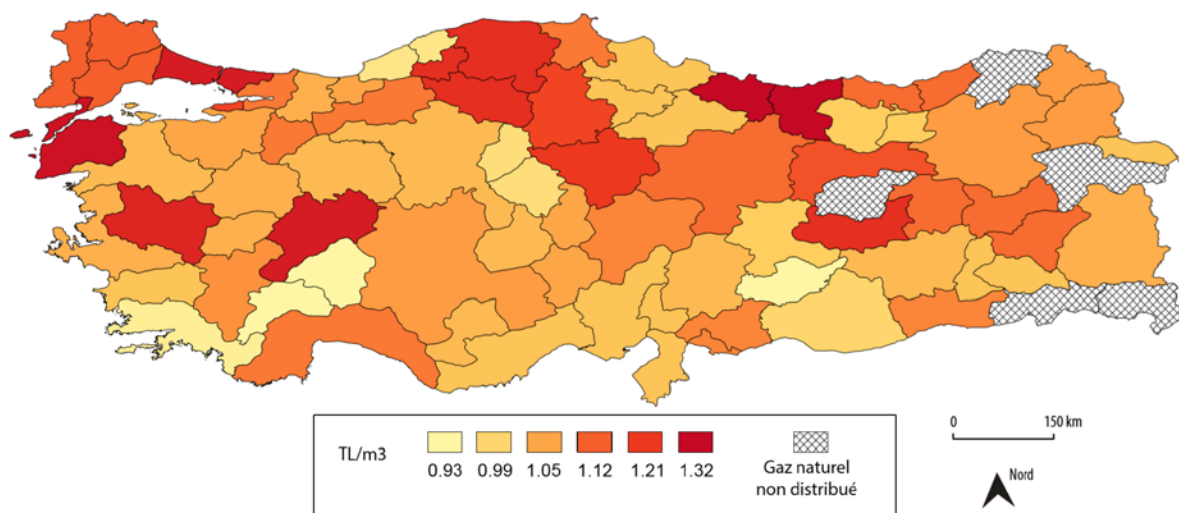 0
150 km
TL/m3
0.93 0.99 1.05 1.12 1.21 1.32
Gaz naturel
non distribué
Nord